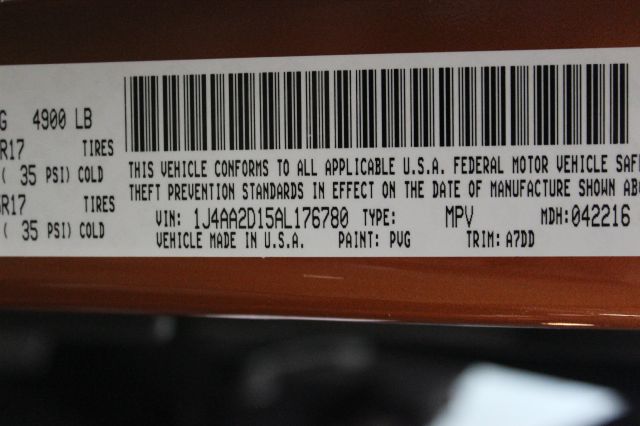 G 4900 LB
R17 TIRES
( 35 PSI) COLD
R17 TIRES
( 35 PSI) COLD
THIS VEHICLE CONFORMS TO ALL APPLICABLE U.S.A. FEDERAL MOTOR VEHICLE SAF
THEFT PREVENTION STANDARDS IN EFFECT ON THE DATE OF MANUFACTURE SHOWN ABO
VIN: 1J4AA2D15AL176780 TYPE: MPV MDH:042216
VEHICLE MADE IN U.S.A. PAINT: PVG TRIM: A7DD